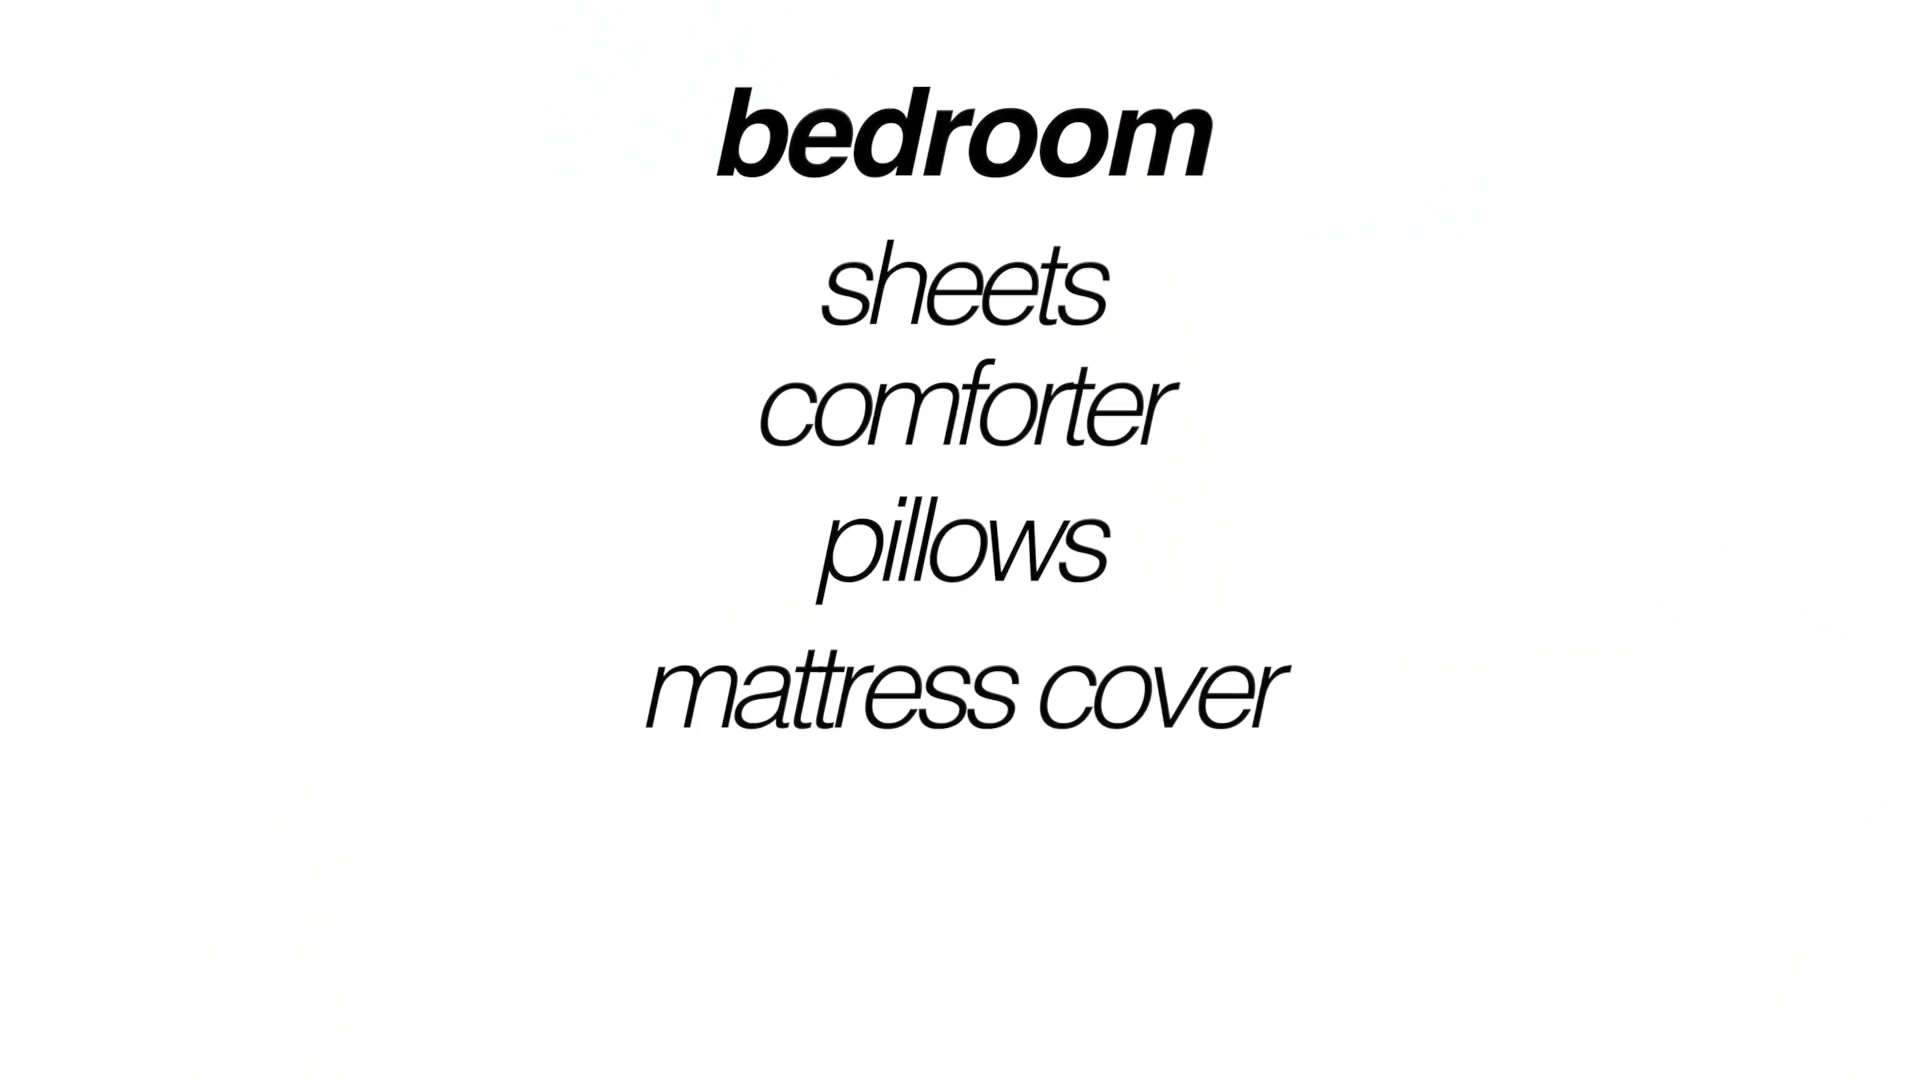 bedroom
sheets
comforter
pillows
mattress cover